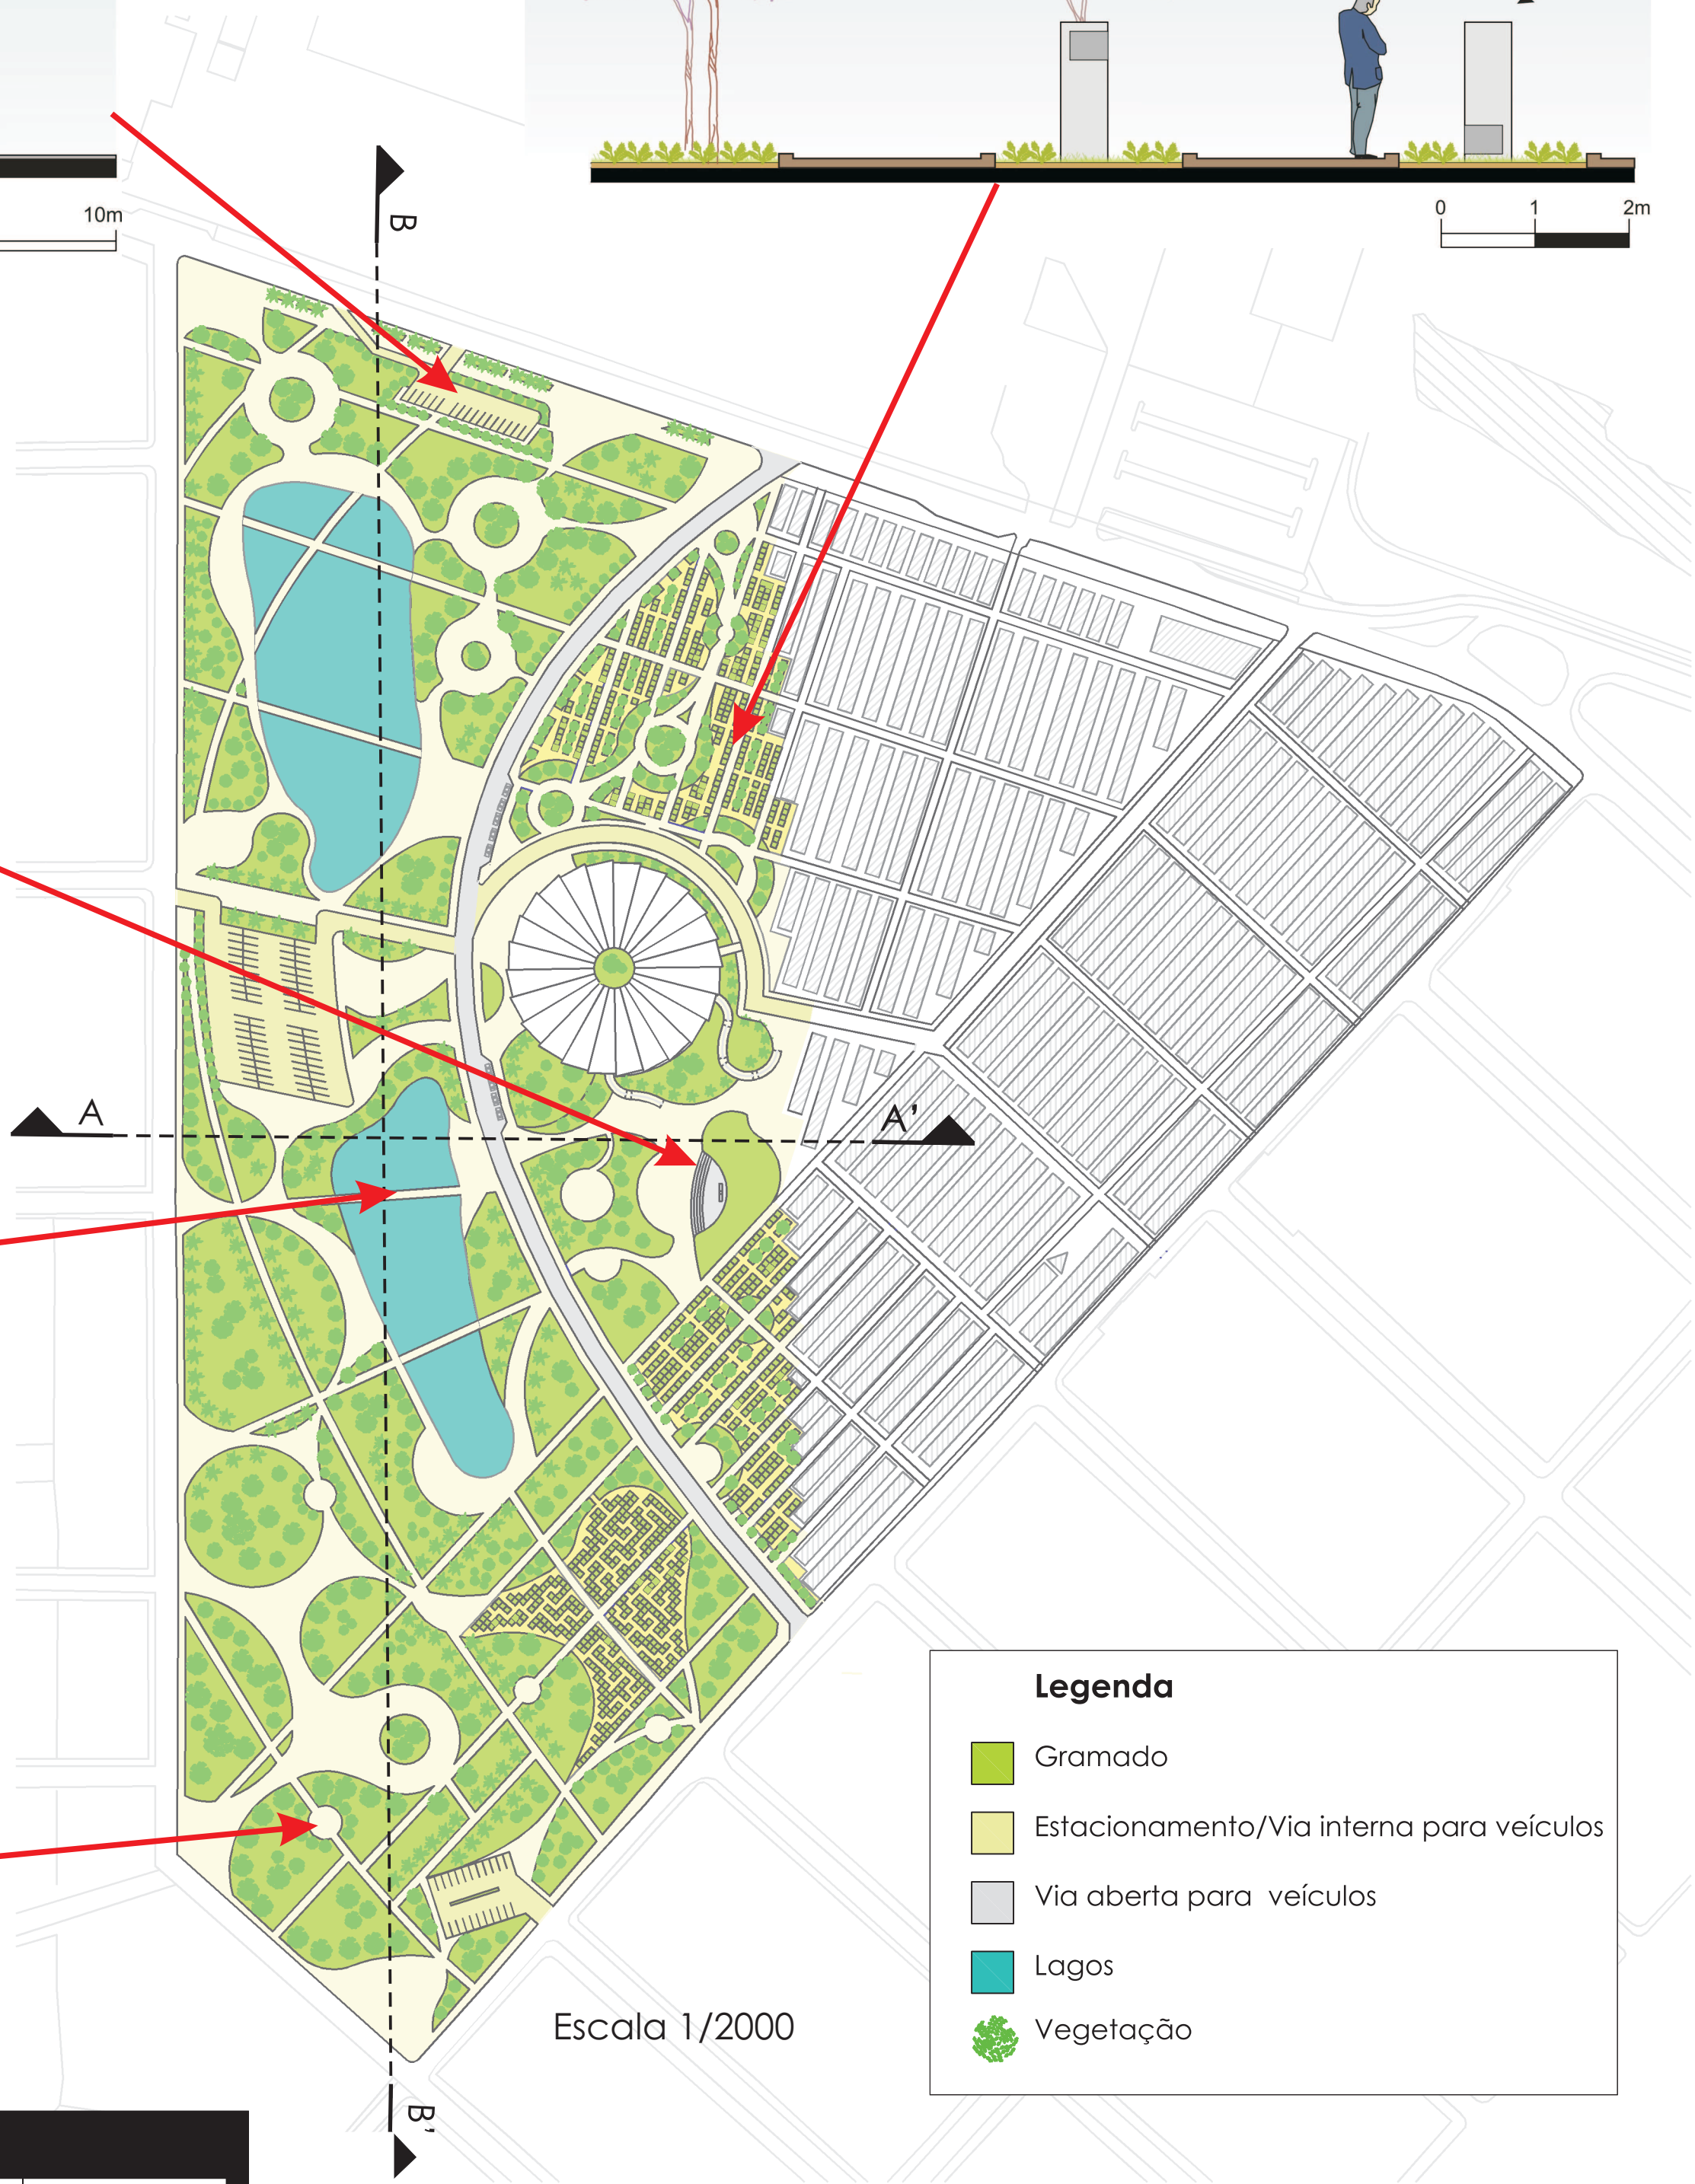 10m
0 1 2m
B
A
A'
Legenda
Gramado
Estacionamento/Via interna para veículos
Via aberta para veículos
Lagos
Vegetação
Escala 1/2000
B'